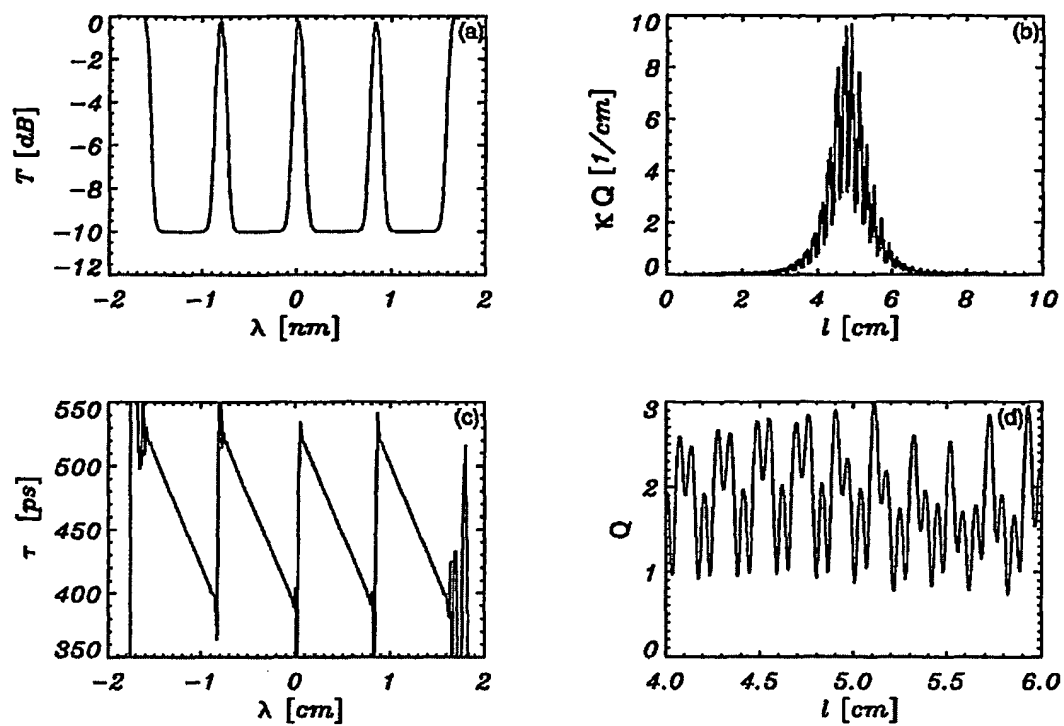 (a)
T [dB]
0
−2
−4
−6
−8
−10
−12
−2 −1 0 1 2
λ [nm]
(b)
κ Q [1/cm]
10
8
6
4
2
0
0 2 4 6 8 10
l [cm]
(c)
τ [ps]
550
500
450
400
350
−2 −1 0 1 2
λ [cm]
(d)
Q
3
2
1
0
4.0 4.5 5.0 5.5 6.0
l [cm]